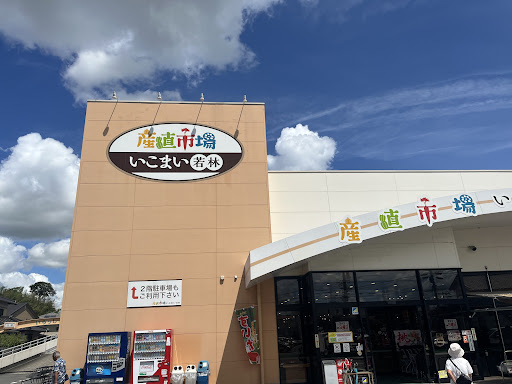 産直市場
いこまい若林
産直市場い
2階駐車場も
ご利用下さい